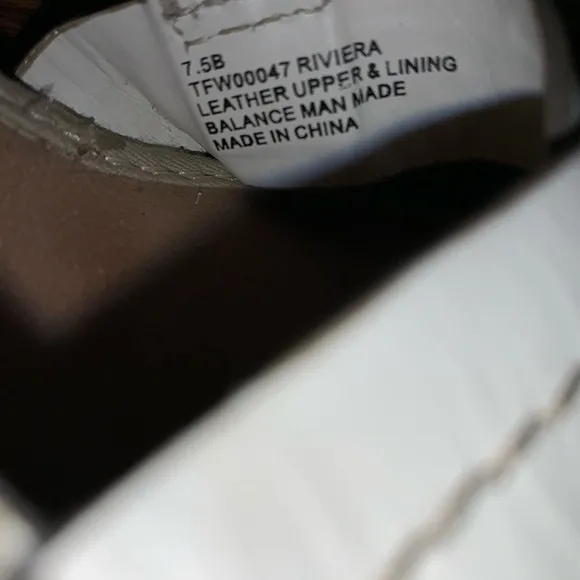 7.5B
TFW00047 RIVIERA
LEATHER UPPER & LINING
BALANCE MAN MADE
MADE IN CHINA